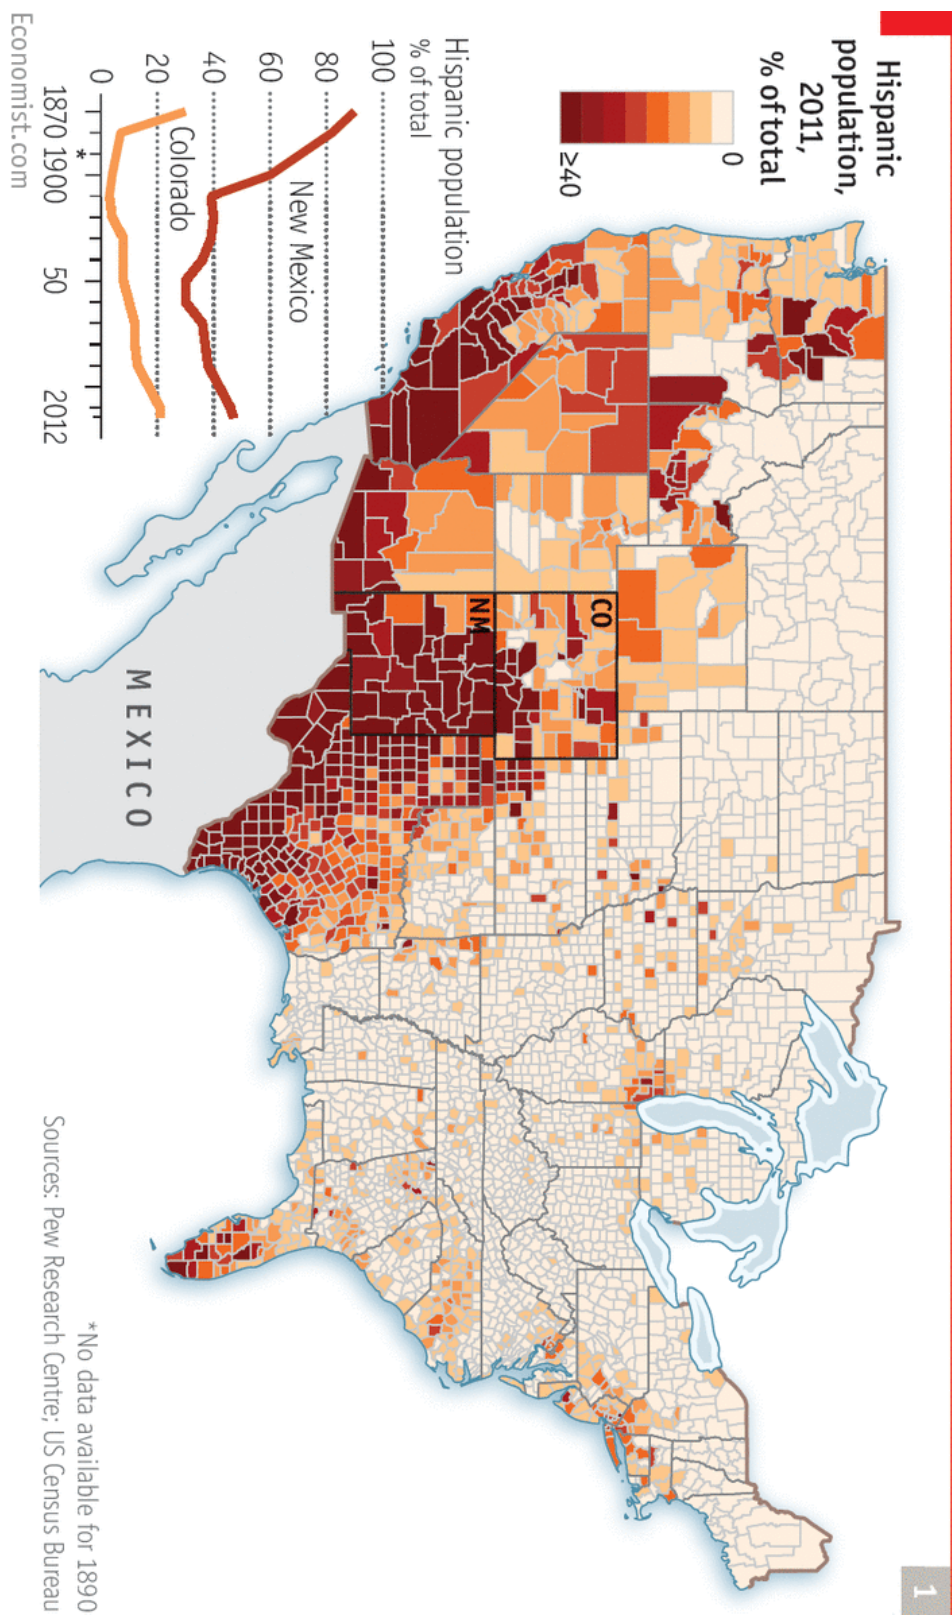 1
Hispanic
population,
2011,
% of total
0
≥40
CO
NM
MEXICO
Hispanic population
% of total
100
80
60
40
20
0
New Mexico
Colorado
1870
1900
*
50
2012
*No data available for 1890
Sources: Pew Research Centre; US Census Bureau
Economist.com